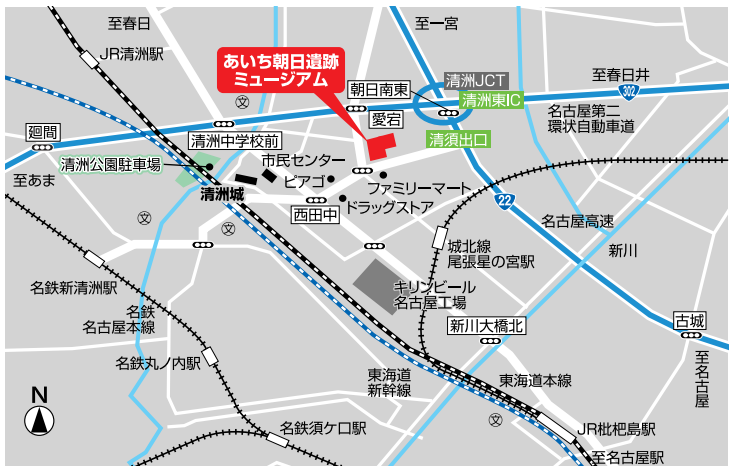 至春日
至一宮
JR清洲駅
あいち朝日遺跡
ミュージアム
清洲JCT
朝日南東
清洲東IC
至春日井
302
名古屋第二
環状自動車道
愛宕
廻間
清洲中学校前
清須出口
清洲公園駐車場
文
市民センター
至あま
清洲城
ピアゴ
ファミリーマート
ドラッグストア
22
西田中
文
文
名古屋高速
新川
城北線
尾張星の宮駅
名鉄新清洲駅
キリンビール
名古屋工場
名鉄
名古屋本線
新川大橋北
古城
名鉄丸ノ内駅
東海道
新幹線
東海道本線
至名古屋
N
名鉄須ケ口駅
文
JR枇杷島駅
至名古屋駅